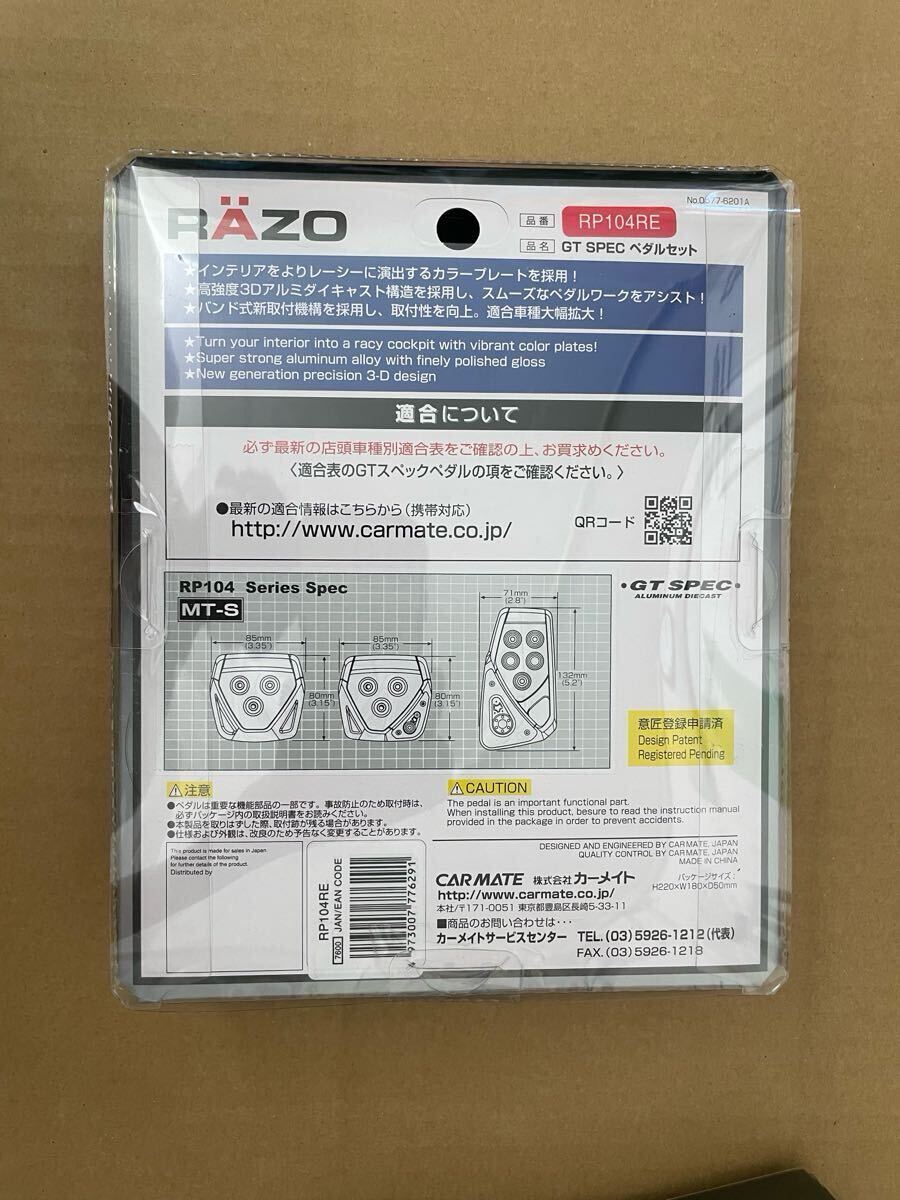 RÄZO
No.0577-6201A
品番 RP104RE
品名 GT SPEC ペダルセット
★インテリアをよりレーシーに演出するカラープレートを採用！
★高強度3Dアルミダイキャスト構造を採用し、スムーズなペダルワークをアシスト！
★バンド式新取付機構を採用し、取付性を向上。適合車種大幅拡大！
★Turn your interior into a racy cockpit with vibrant color plates!
★Super strong aluminum alloy with finely polished gloss
★New generation precision 3-D design
適合について
必ず最新の店頭車種別適合表をご確認の上、お買求めください。
〈適合表のGTスペックペダルの項をご確認ください。〉
●最新の適合情報はこちらから（携帯対応）
http://www.carmate.co.jp/
QRコード
RP104 Series Spec
MT-S
85mm
(3.35")
80mm
(3.15")
85mm
(3.35")
80mm
(3.15")
71mm
(2.8")
132mm
(5.2")
・GT SPEC・
ALUMINUM DIECAST
意匠登録申請済
Design Patent
Registered Pending
⚠注意
●ペダルは重要な機能部品の一部です。事故防止のため取付時は、
必ずパッケージ内の取扱説明書をお読みください。
●本製品を取りはずした際、取付跡が残る場合があります。
●仕様および外観は、改良のため予告なく変更することがあります。
⚠CAUTION
The pedal is an important functional part.
When installing this product, besure to read the instruction manual
provided in the package in order to prevent accidents.
This product is made for sales in Japan.
Please contact the following
for further details of the product.
Distributed by
RP104RE
7600 JAN/EAN CODE
4 973007 776291
DESIGNED AND ENGINEERED BY CAR MATE, JAPAN
QUALITY CONTROL BY CAR MATE, JAPAN
MADE IN CHINA
CAR MATE 株式会社 カーメイト
http://www.carmate.co.jp/
本社/〒171-0051 東京都豊島区長崎5-33-11
パッケージサイズ：
H220×W180×D50mm
■商品のお問い合わせは・・・
カーメイトサービスセンター TEL.(03)5926-1212(代表)
FAX.(03)5926-1218